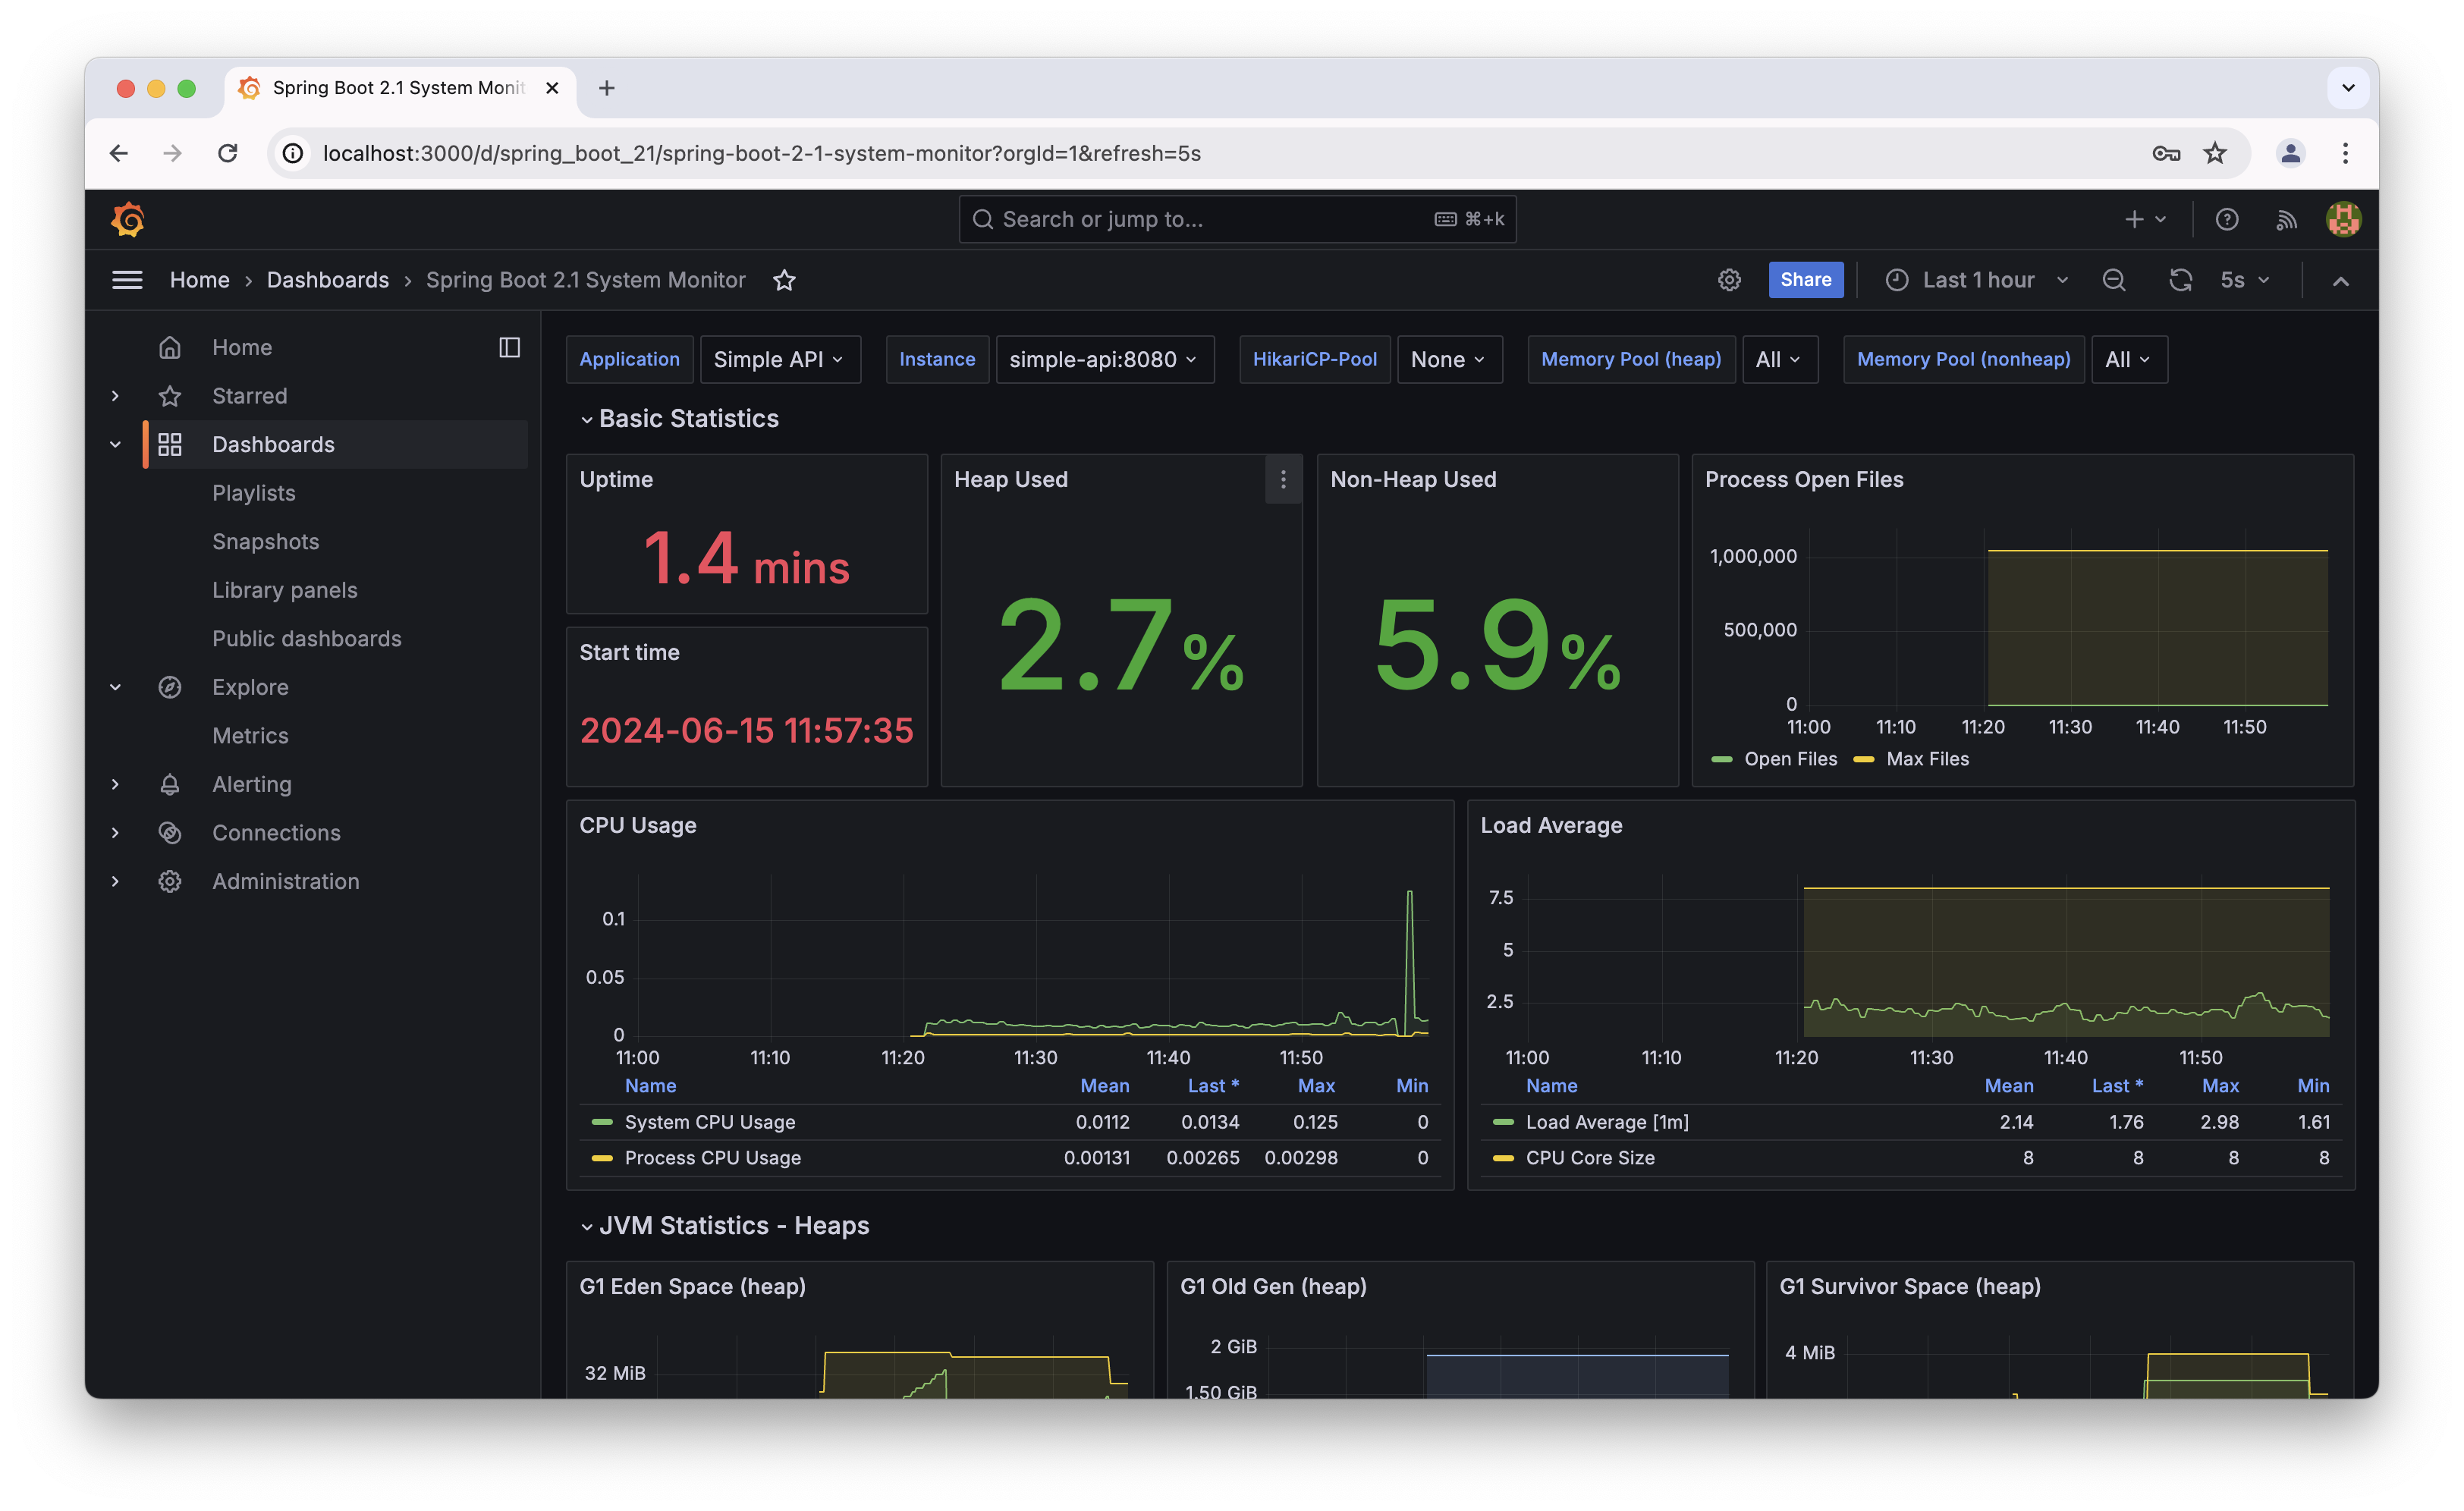 Spring Boot 2.1 System Monit
localhost:3000/d/spring_boot_21/spring-boot-2-1-system-monitor?orgId=1&refresh=5s
Search or jump to... ⌘+k
Home › Dashboards › Spring Boot 2.1 System Monitor
Share
Last 1 hour
5s
Home
Starred
Dashboards
Playlists
Snapshots
Library panels
Public dashboards
Explore
Metrics
Alerting
Connections
Administration
Application Simple API Instance simple-api:8080 HikariCP-Pool None Memory Pool (heap) All Memory Pool (nonheap) All
Basic Statistics
Uptime
1.4 mins
Start time
2024-06-15 11:57:35
Heap Used
2.7%
Non-Heap Used
5.9%
Process Open Files
1,000,000
500,000
0
11:00 11:10 11:20 11:30 11:40 11:50
Open Files Max Files
CPU Usage
0.1
0.05
0
11:00 11:10 11:20 11:30 11:40 11:50
Name Mean Last * Max Min
System CPU Usage 0.0112 0.0134 0.125 0
Process CPU Usage 0.00131 0.00265 0.00298 0
Load Average
7.5
5
2.5
11:00 11:10 11:20 11:30 11:40 11:50
Name Mean Last * Max Min
Load Average [1m] 2.14 1.76 2.98 1.61
CPU Core Size 8 8 8 8
JVM Statistics - Heaps
G1 Eden Space (heap)
32 MiB
G1 Old Gen (heap)
2 GiB
1.50 GiB
G1 Survivor Space (heap)
4 MiB